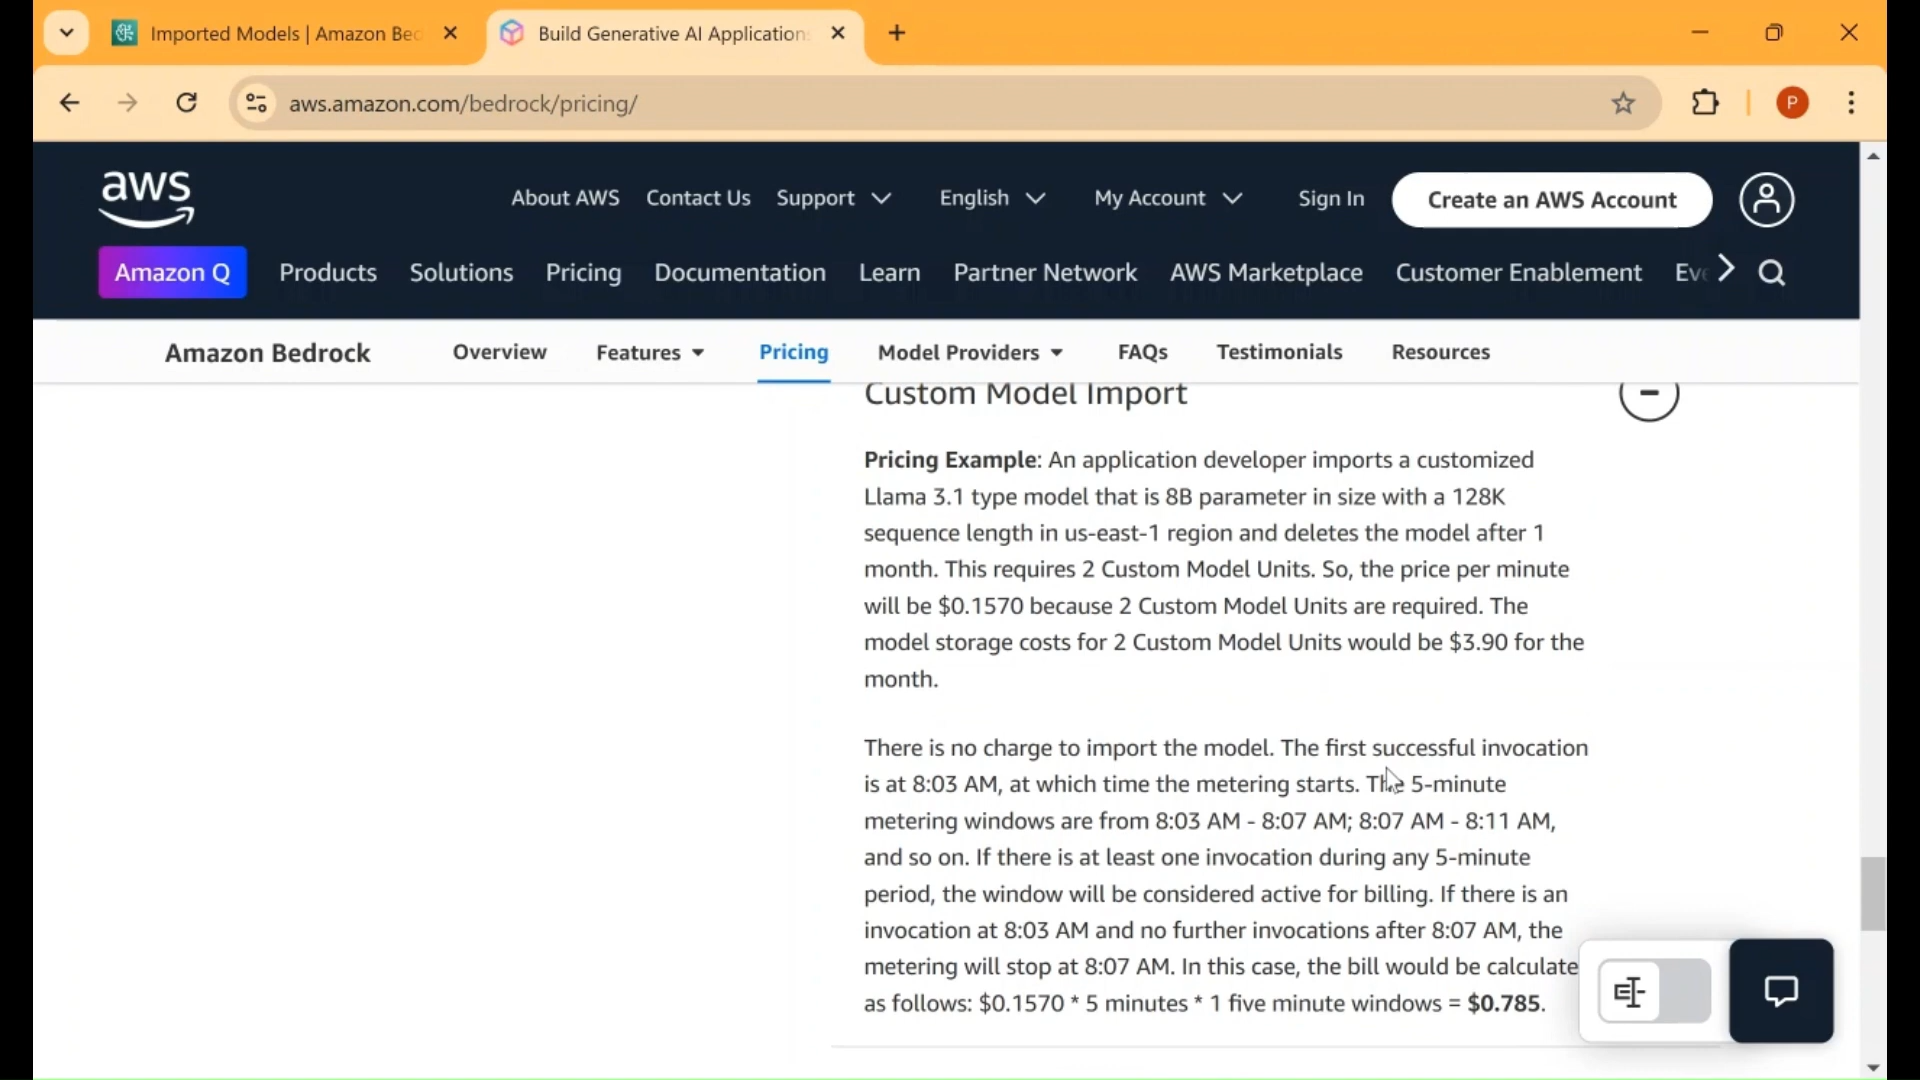 Imported Models | Amazon Bed
Build Generative AI Application
aws.amazon.com/bedrock/pricing/
P
aws
About AWS
Contact Us
Support
English
My Account
Sign In
Create an AWS Account
Amazon Q
Products
Solutions
Pricing
Documentation
Learn
Partner Network
AWS Marketplace
Customer Enablement
Eve
Amazon Bedrock
Overview
Features
Pricing
Model Providers
FAQs
Testimonials
Resources
Custom Model Import
Pricing Example: An application developer imports a customized
Llama 3.1 type model that is 8B parameter in size with a 128K
sequence length in us-east-1 region and deletes the model after 1
month. This requires 2 Custom Model Units. So, the price per minute
will be $0.1570 because 2 Custom Model Units are required. The
model storage costs for 2 Custom Model Units would be $3.90 for the
month.
There is no charge to import the model. The first successful invocation
is at 8:03 AM, at which time the metering starts. The 5-minute
metering windows are from 8:03 AM - 8:07 AM; 8:07 AM - 8:11 AM,
and so on. If there is at least one invocation during any 5-minute
period, the window will be considered active for billing. If there is an
invocation at 8:03 AM and no further invocations after 8:07 AM, the
metering will stop at 8:07 AM. In this case, the bill would be calculate
as follows: $0.1570 * 5 minutes * 1 five minute windows = $0.785.